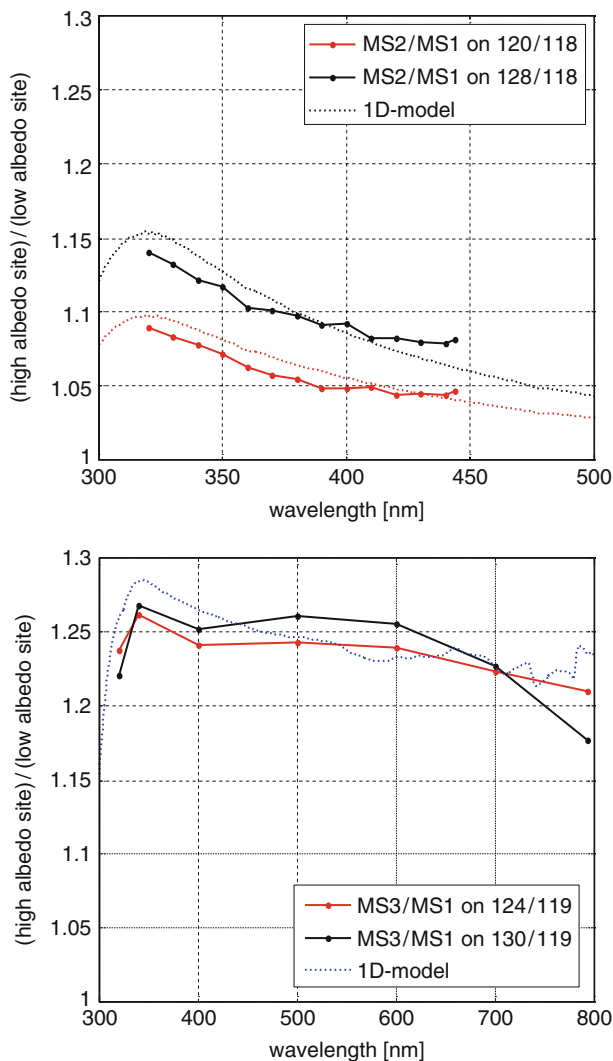 1.3
1.25
1.2
1.15
1.1
1.05
1
(high albedo site) / (low albedo site)
MS2/MS1 on 120/118
MS2/MS1 on 128/118
1D-model
300 350 400 450 500
wavelength [nm]
1.3
1.25
1.2
1.15
1.1
1.05
1
(high albedo site) / (low albedo site)
MS3/MS1 on 124/119
MS3/MS1 on 130/119
1D-model
300 400 500 600 700 800
wavelength [nm]